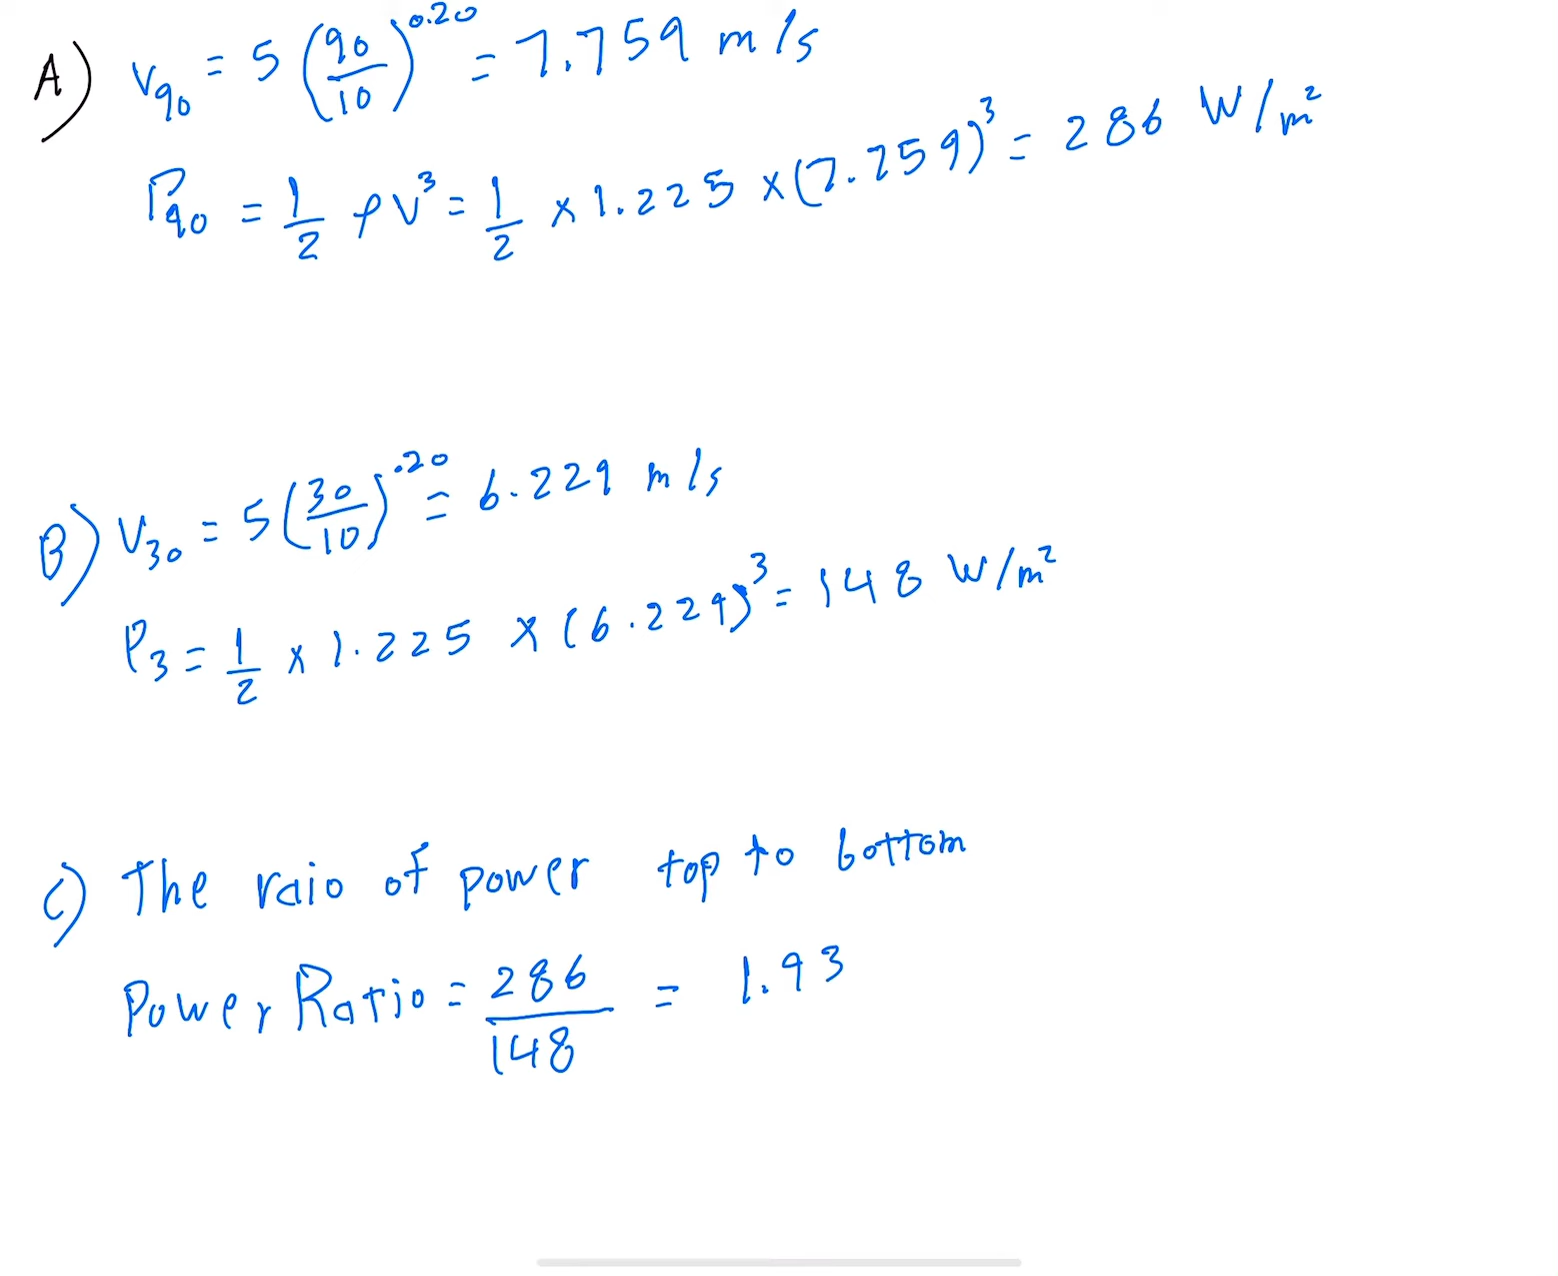 A) V₉₀ = 5 (90/10)^0.20 = 7.759 m/s
P₉₀ = 1/2 ρV³ = 1/2 × 1.225 × (7.759)³ = 286 W/m²
B) V₃₀ = 5 (30/10)^.20 = 6.229 m/s
P₃ = 1/2 × 1.225 × (6.229)³ = 148 W/m²
C) The raio of power top to bottom
Power Ratio = 286/148 = 1.93